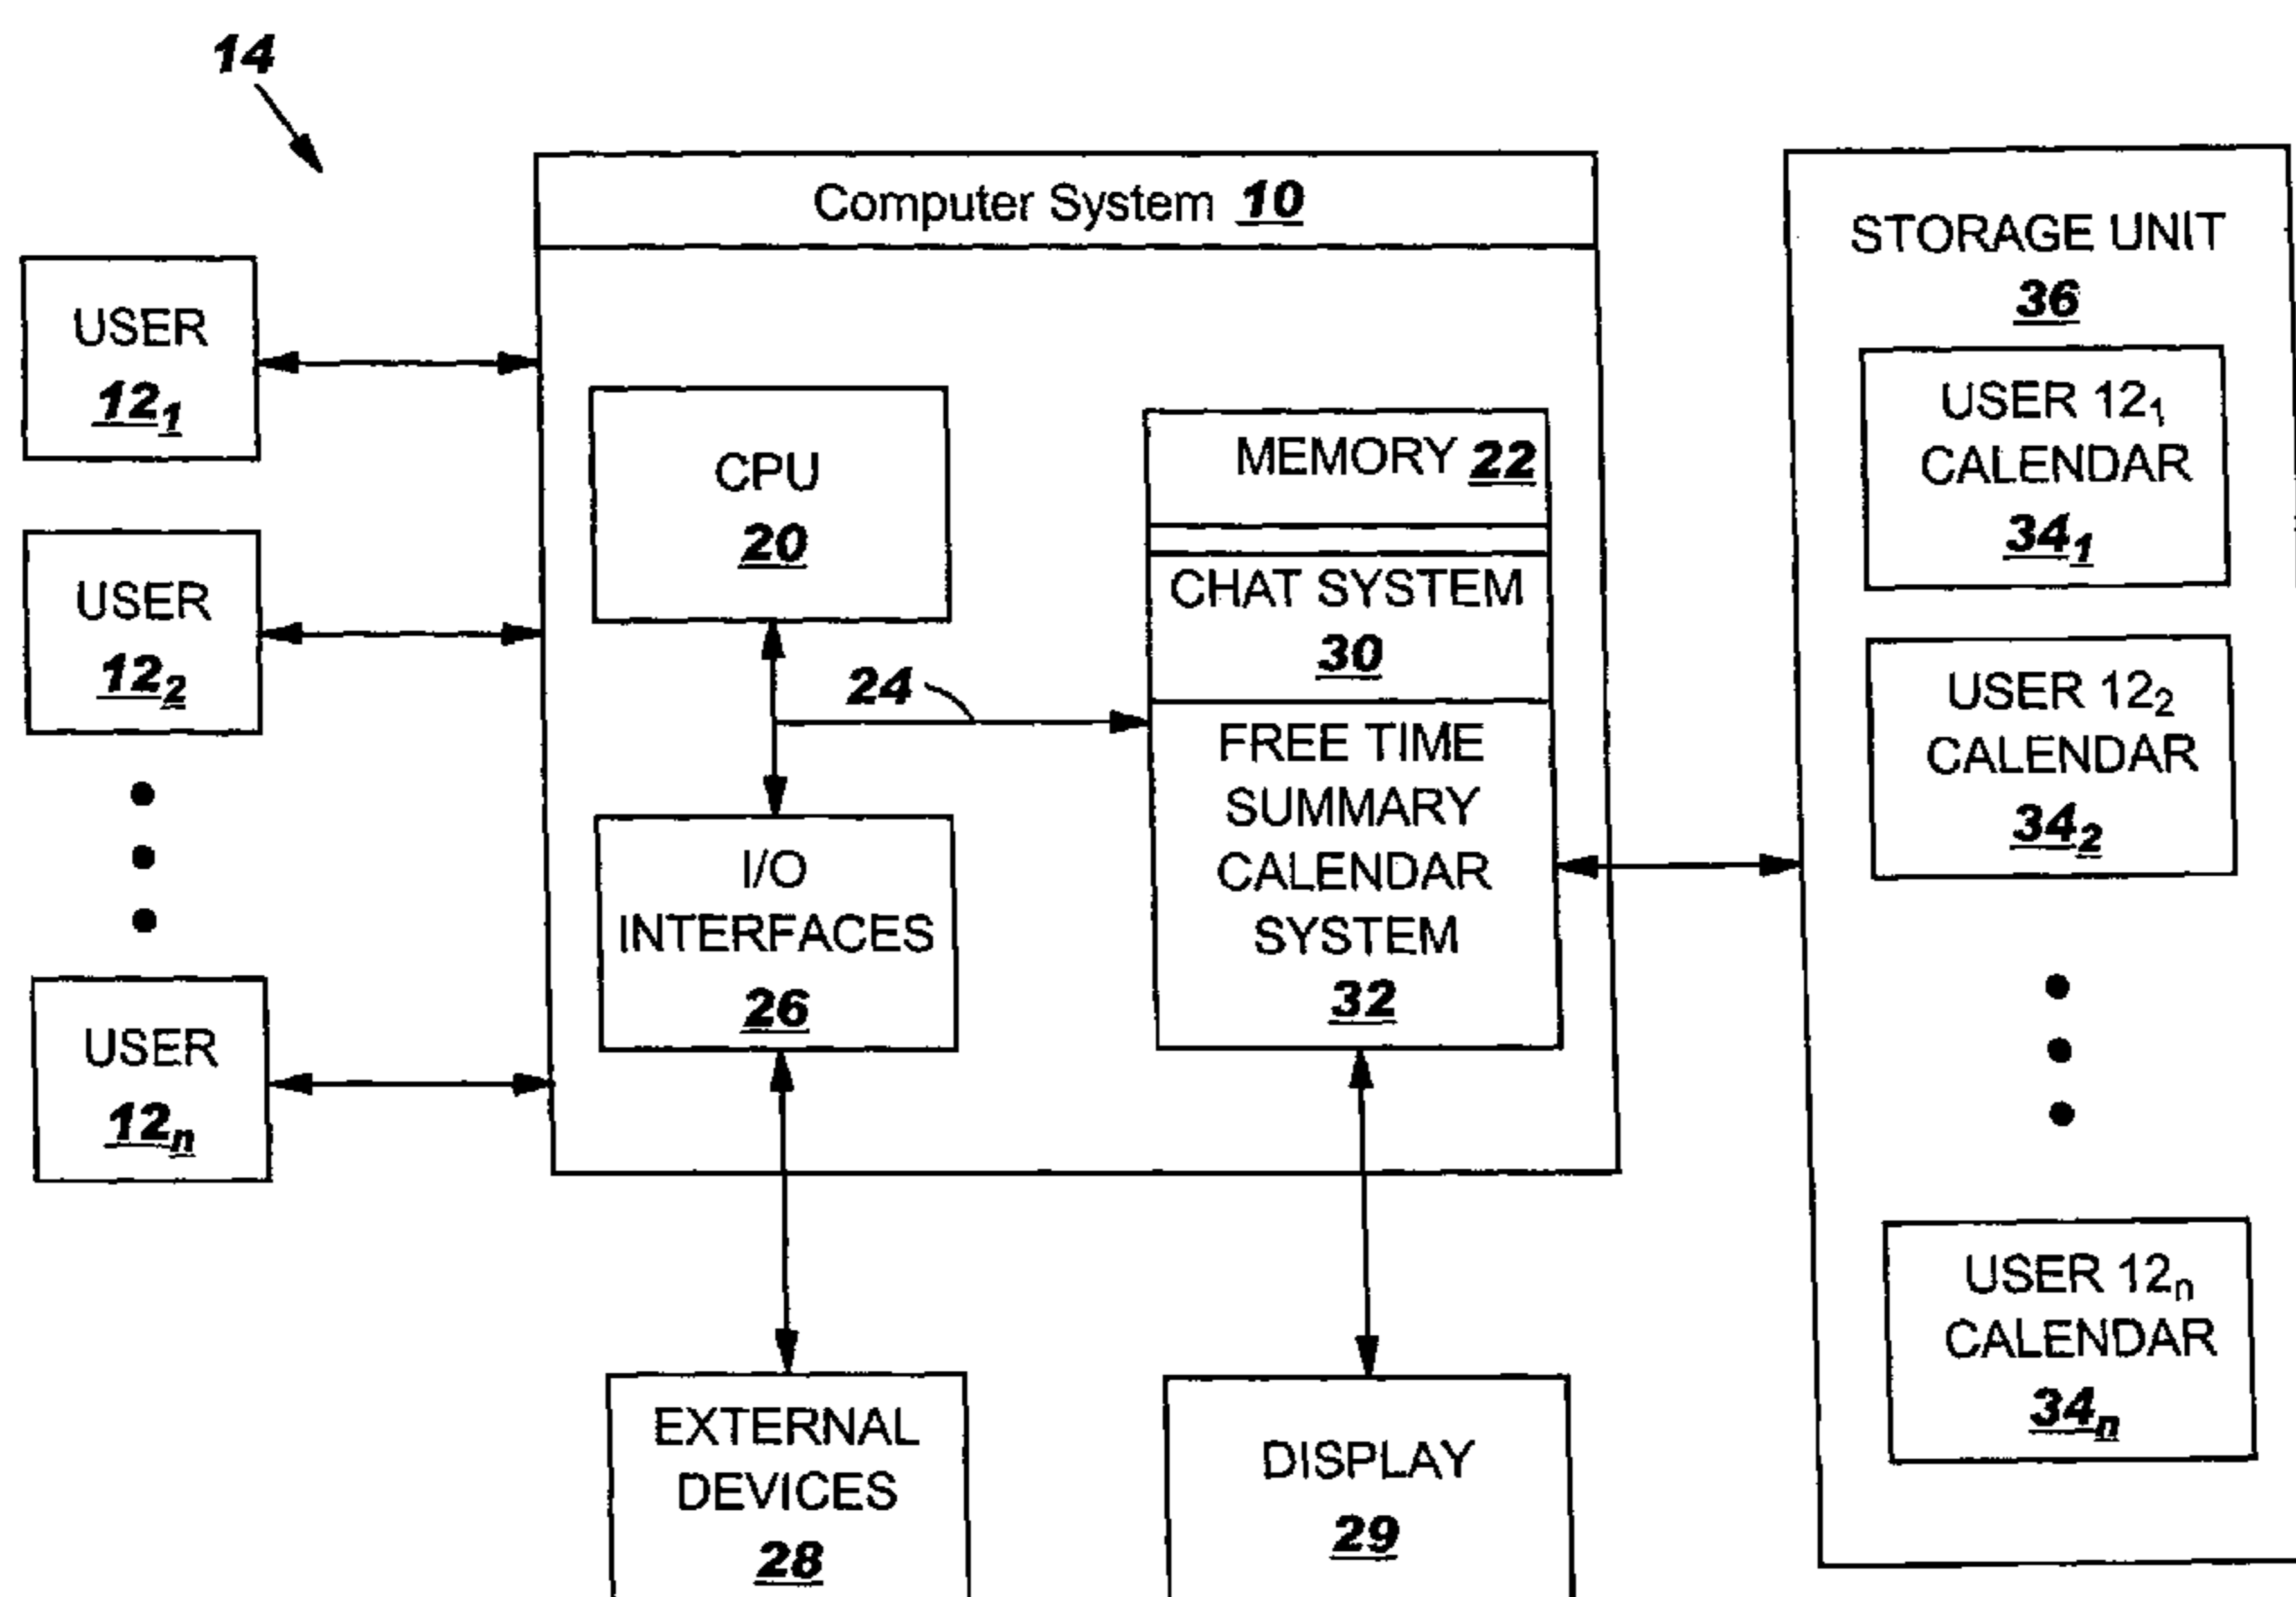 14
Computer System 10
USER
12₁
USER
12₂
USER
12ₙ
CPU
20
24
I/O
INTERFACES
26
MEMORY 22
CHAT SYSTEM
30
FREE TIME
SUMMARY
CALENDAR
SYSTEM
32
EXTERNAL
DEVICES
28
DISPLAY
29
STORAGE UNIT
36
USER 12₁
CALENDAR
34₁
USER 12₂
CALENDAR
34₂
USER 12ₙ
CALENDAR
34ₙ